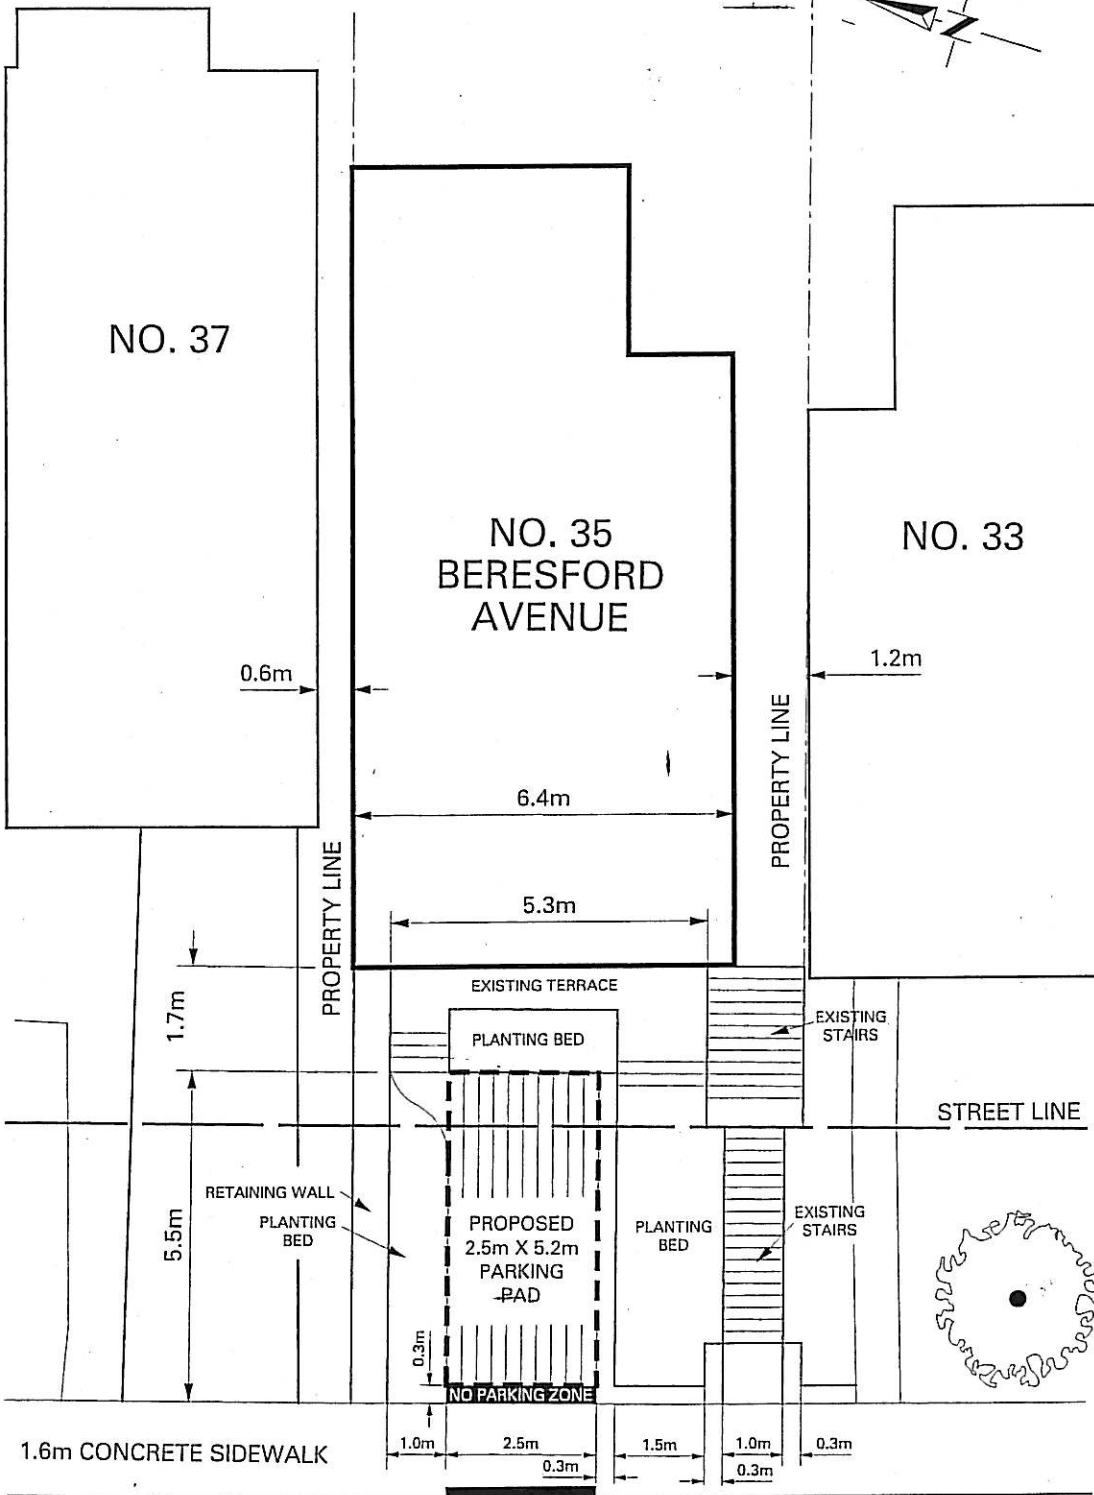 N
NO. 37
NO. 35
BERESFORD
AVENUE
NO. 33
0.6m
1.2m
PROPERTY LINE
6.4m
PROPERTY LINE
5.3m
EXISTING TERRACE
1.7m
PLANTING BED
EXISTING
STAIRS
STREET LINE
RETAINING WALL
PLANTING
BED
5.5m
PROPOSED
2.5m X 5.2m
PARKING
PAD
PLANTING
BED
EXISTING
STAIRS
0.3m
NO PARKING ZONE
1.6m CONCRETE SIDEWALK
1.0m
2.5m
1.5m
1.0m
0.3m
0.3m
0.3m